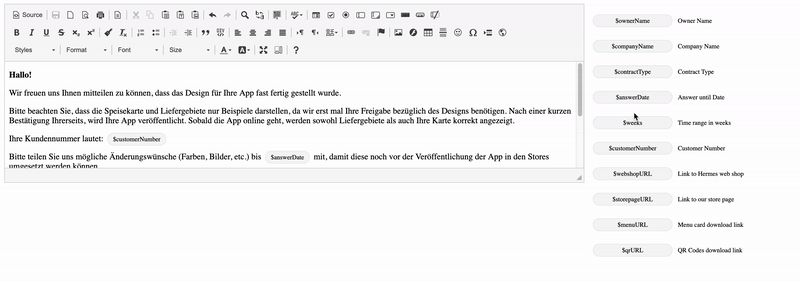 Source
Styles
Format
Font
Size
Hallo!
Wir freuen uns Ihnen mitteilen zu können, dass das Design für Ihre App fast fertig gestellt wurde.
Bitte beachten Sie, dass die Speisekarte und Liefergebiete nur Beispiele darstellen, da wir erst mal Ihre Freigabe bezüglich des Designs benötigen. Nach einer kurzen
Bestätigung Ihrerseits, wird Ihre App veröffentlicht. Sobald die App online geht, werden sowohl Liefergebiete als auch Ihre Karte korrekt angezeigt.
Ihre Kundennummer lautet: $customerNumber
Bitte teilen Sie uns mögliche Änderungswünsche (Farben, Bilder, etc.) bis $answerDate mit, damit diese noch vor der Veröffentlichung der App in den Stores
umgesetzt werden können
$ownerName Owner Name
$companyName Company Name
$contractType Contract Type
$answerDate Answer until Date
$weeks Time range in weeks
$customerNumber Customer Number
$webshopURL Link to Hermes web shop
$storepageURL Link to our store page
$menuURL Menu card download link
$qrURL QR Codes download link